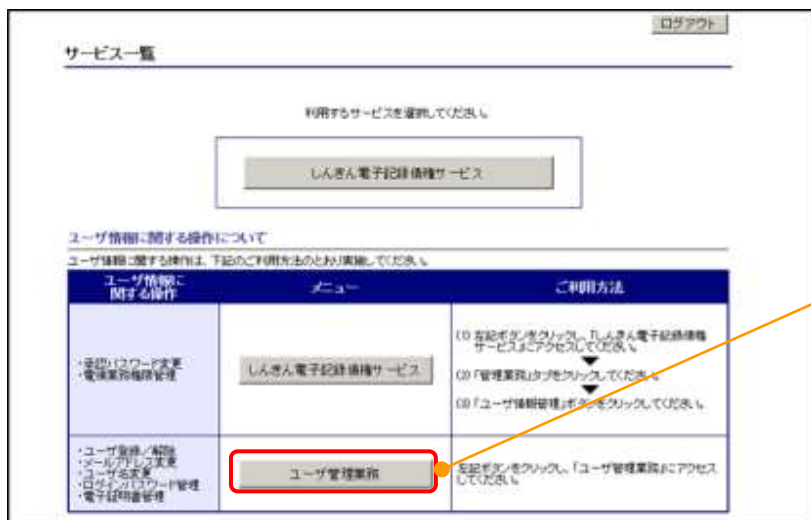 ログアウト
サービス一覧
利用するサービスを選択してください。
しんきん電子記録債権サービス
ユーザ情報に関する操作について
ユーザ情報に関する操作は、下記のご利用方法のとおり実施してください。
ユーザ情報に
関する操作
メニュー
ご利用方法
・承認パスワード変更
・電債業務権限管理
しんきん電子記録債権サービス
(1) 左記ボタンをクリックし、「しんきん電子記録債権
サービス」にアクセスしてください。
(2) 「管理業務」タブをクリックしてください。
(3) 「ユーザ情報管理」ボタンをクリックしてください。
・ユーザ登録／解除
・メールアドレス変更
・ユーザ名変更
・ログインパスワード管理
・電子証明書管理
ユーザ管理業務
左記ボタンをクリックし、「ユーザ管理業務」にアクセス
してください。